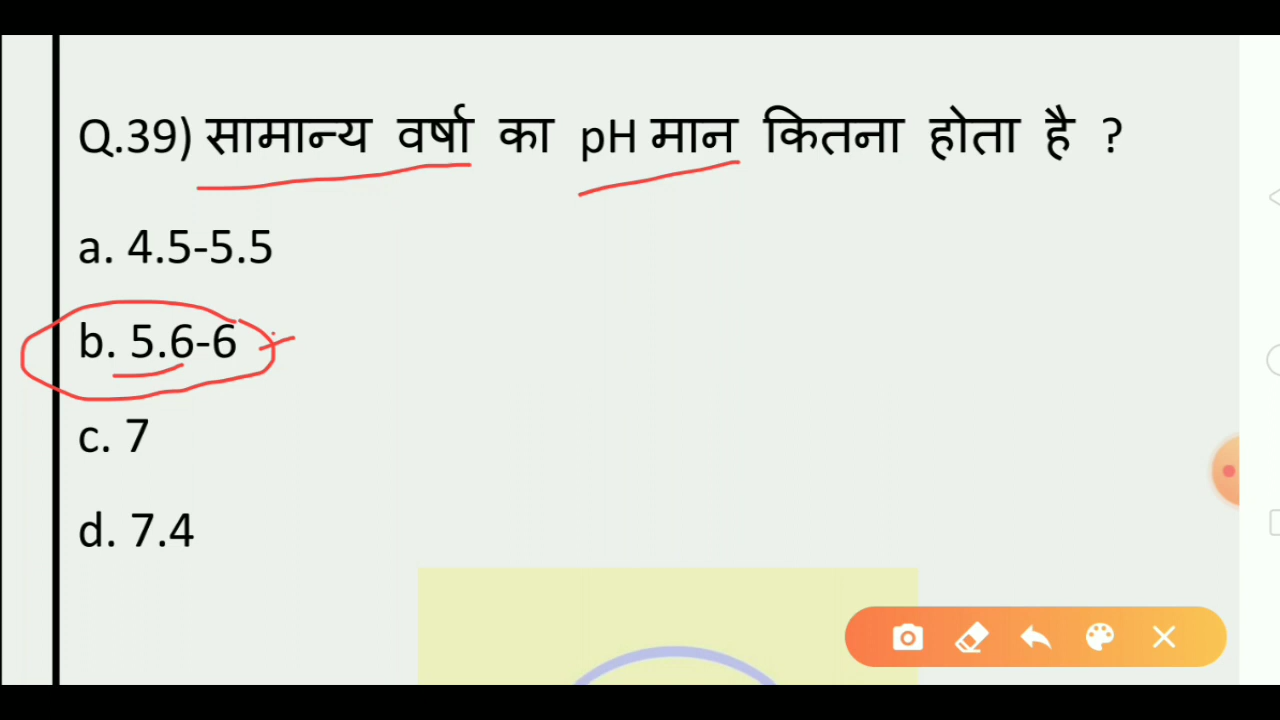 Q.39) सामान्य वर्षा का pH मान कितना होता है ?
a. 4.5-5.5
b. 5.6-6
c. 7
d. 7.4